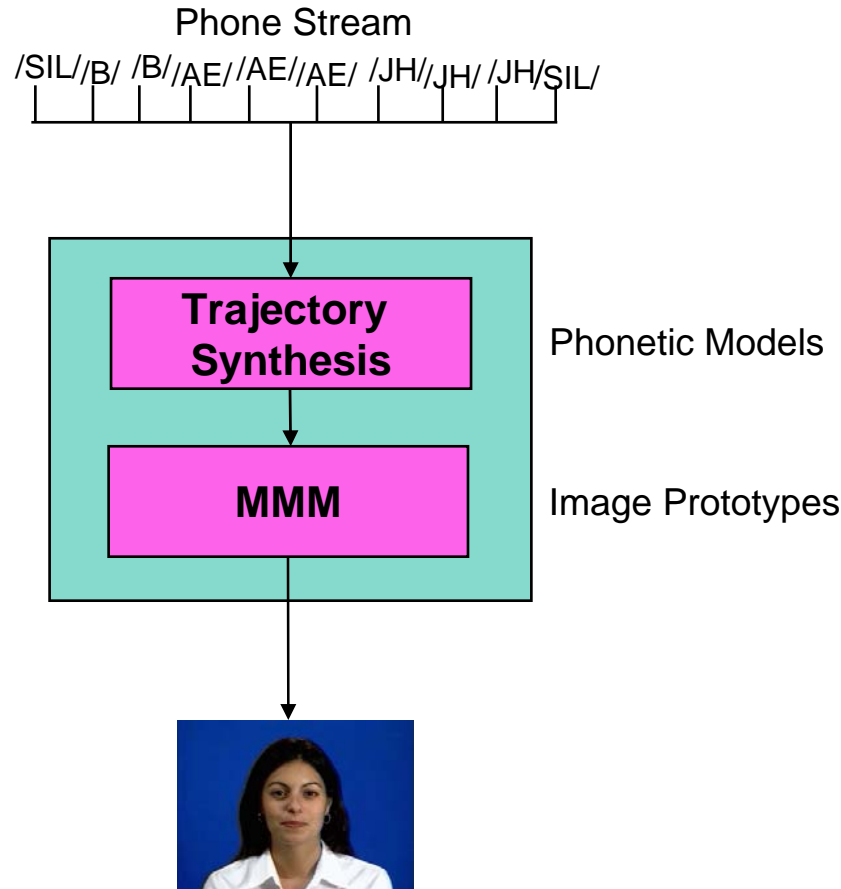 Phone Stream
/SIL//B/ /B//AE/ /AE//AE/ /JH//JH/ /JH/SIL/
Trajectory
Synthesis
Phonetic Models
MMM
Image Prototypes